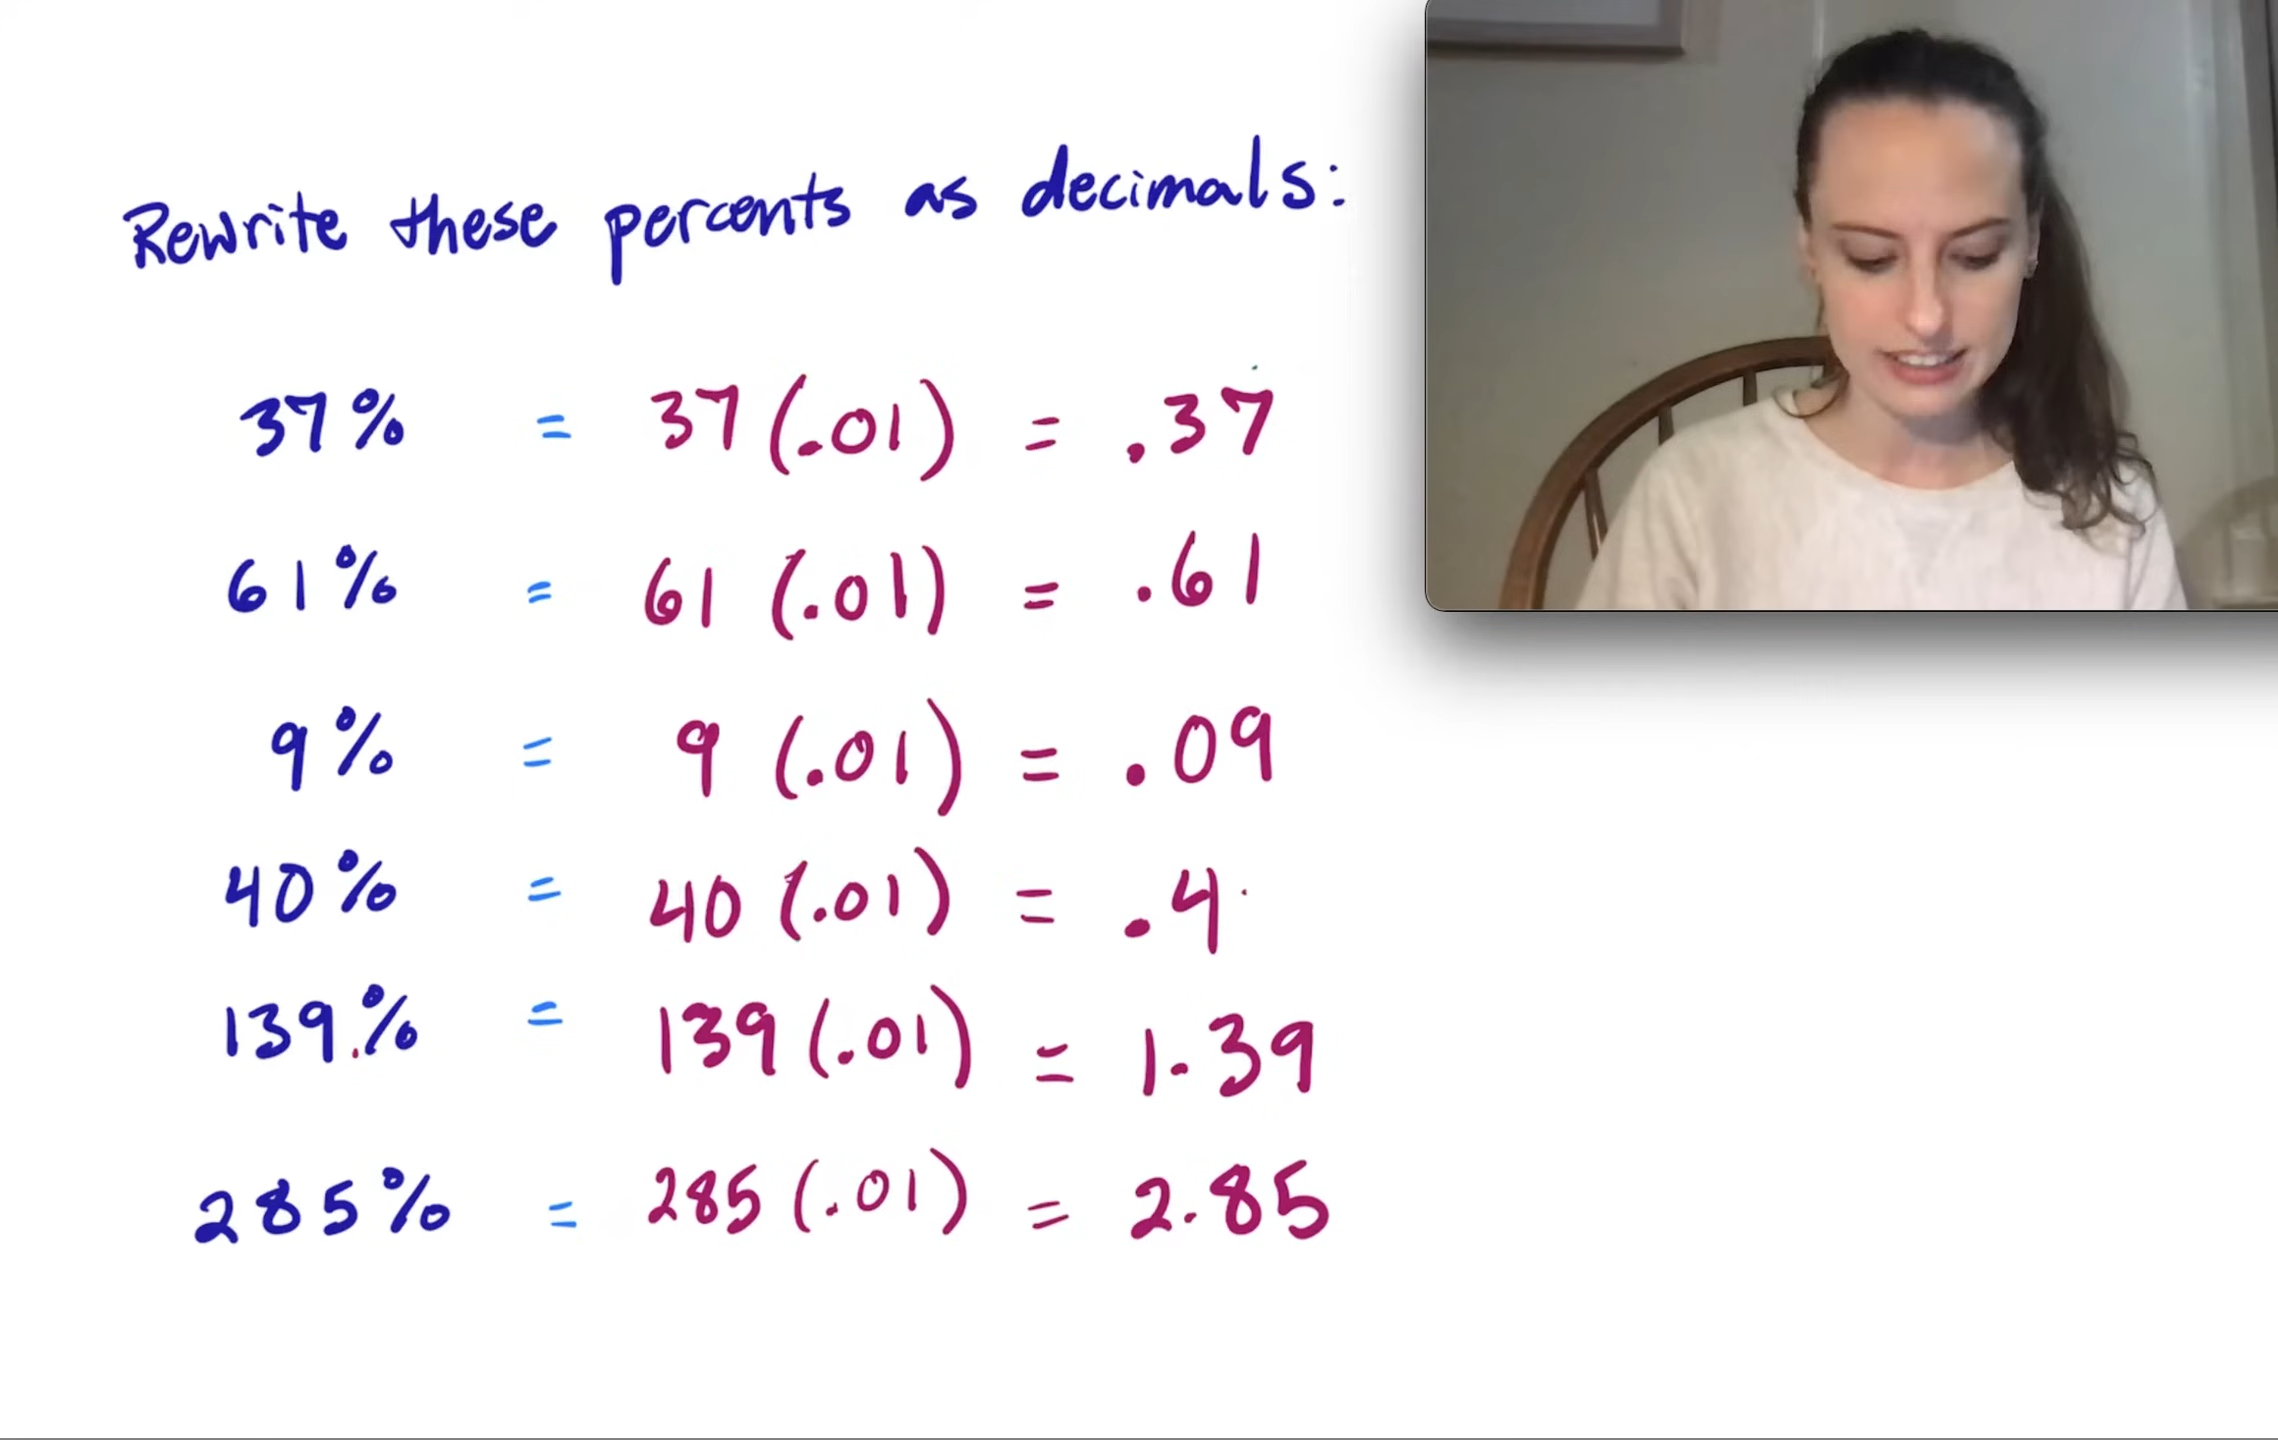 Rewrite these percents as decimals:
37% = 37(.01) = .37
61% = 61 (.01) = .61
9% = 9 (.01) = .09
40% = 40 (.01) = .4
139.% = 139(.01) = 1.39
285% = 285 (.01) = 2.85